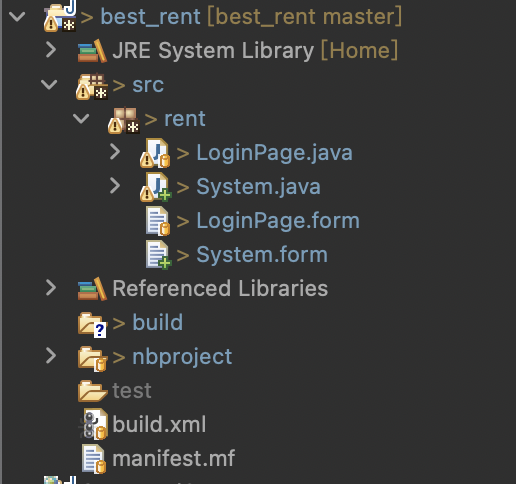 > best_rent [best_rent master]
JRE System Library [Home]
> src
> rent
> LoginPage.java
> System.java
> LoginPage.form
> System.form
Referenced Libraries
> build
> nbproject
test
build.xml
manifest.mf